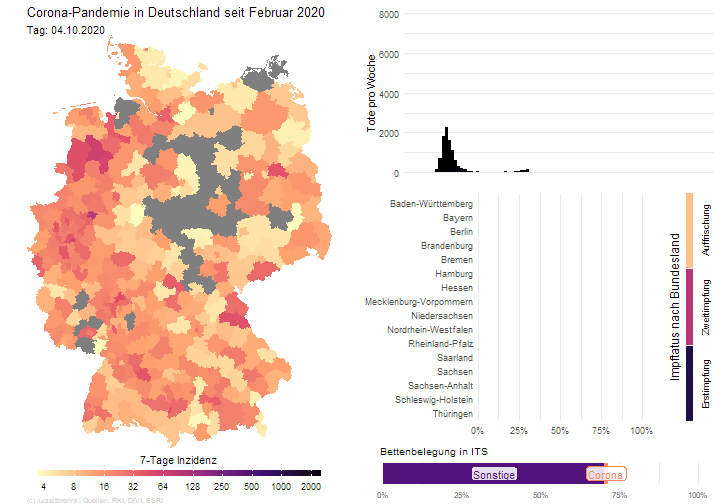 Corona-Pandemie in Deutschland seit Februar 2020
Tag: 04.10.2020
7-Tage Inzidenz
4 8 16 32 64 128 250 500 1000 2000
Tote pro Woche
8000
6000
4000
2000
0
Baden-Württemberg
Bayern
Berlin
Brandenburg
Bremen
Hamburg
Hessen
Mecklenburg-Vorpommern
Niedersachsen
Nordrhein-Westfalen
Rheinland-Pfalz
Saarland
Sachsen
Sachsen-Anhalt
Schleswig-Holstein
Thüringen
0% 25% 50% 75% 100%
Impfstatus nach Bundesland
Auffrischung
Zweitimpfung
Erstimpfung
Bettenbelegung in ITS
Sonstige
Corona
0% 25% 50% 75% 100%